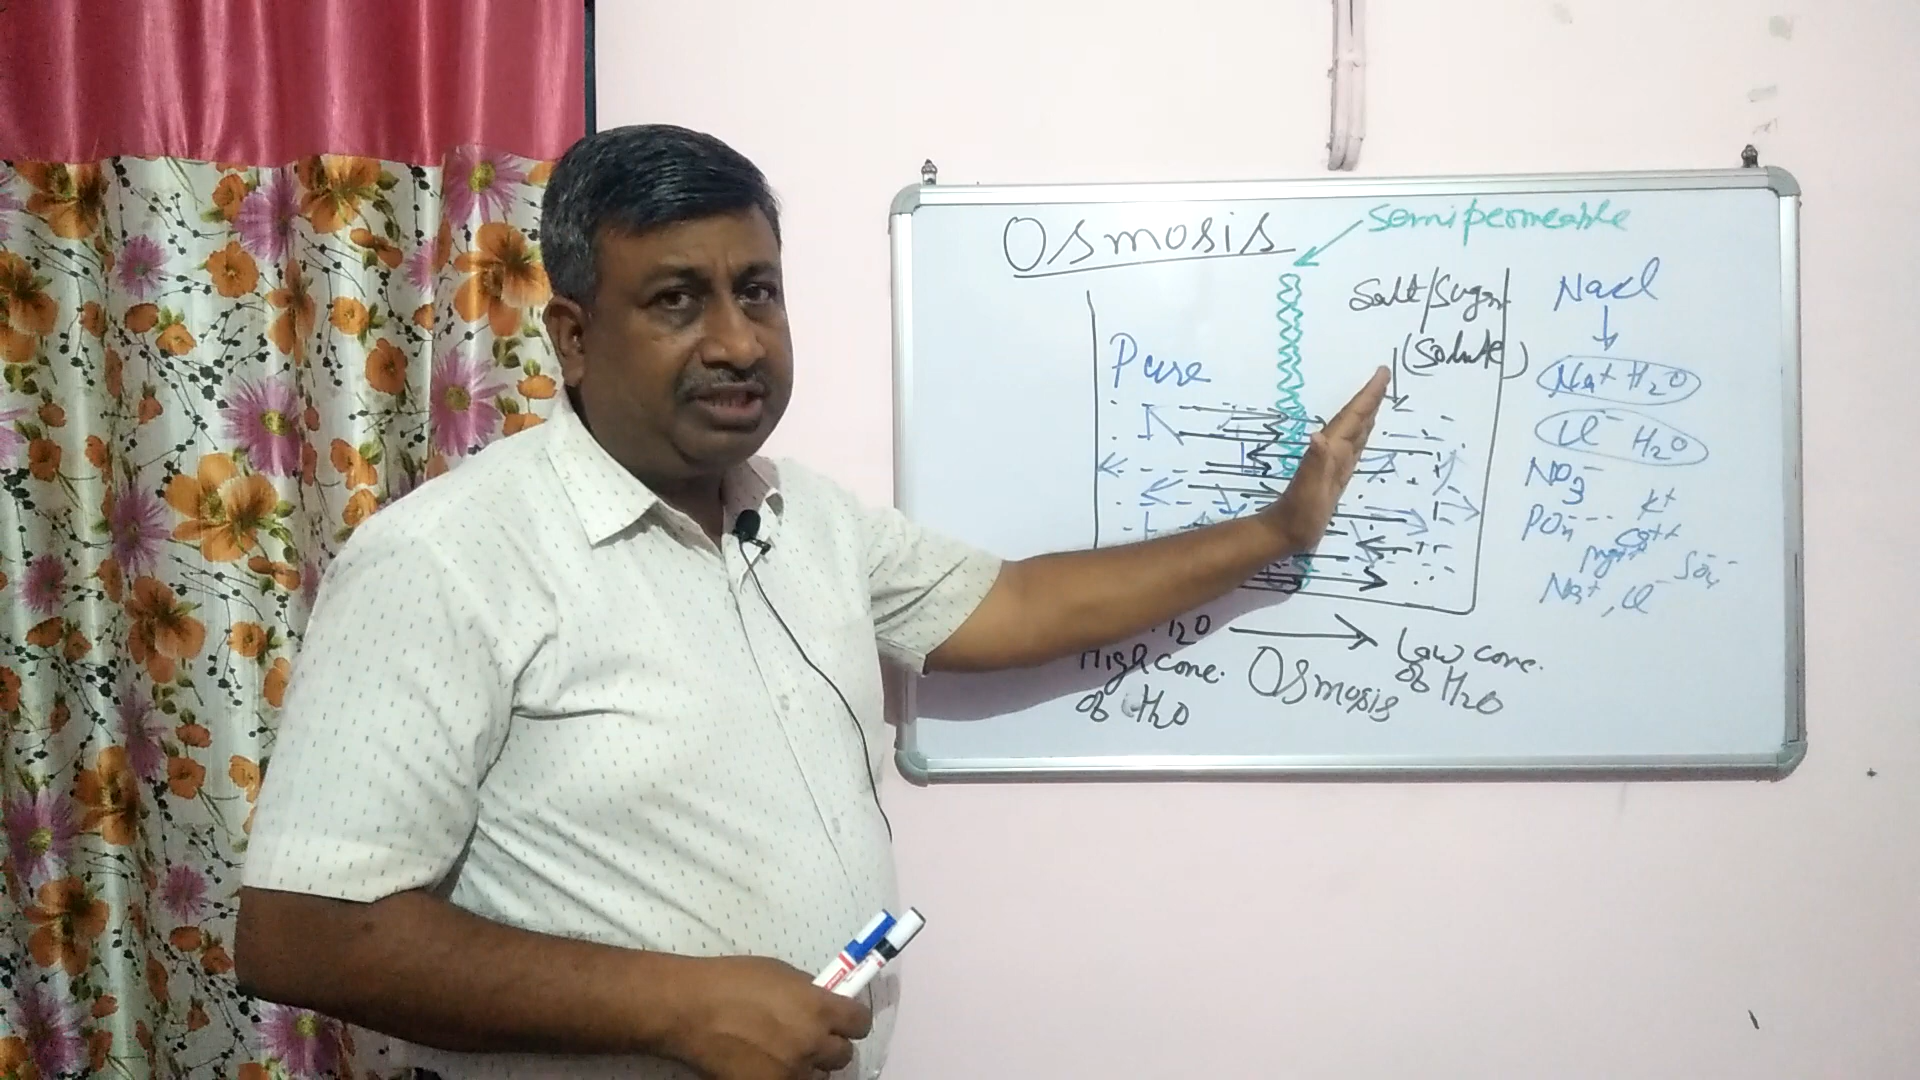 Osmosis
semipermeable
Salt/Sugar
(Solute)
Pure
NaCl
Na+ H2O
Cl- H2O
NO3-
PO4--- K+
Ca++
Mg++ SO4--
Na+, Cl-
H2O
High conc.
of H2O
Osmosis
Low conc.
of H2O